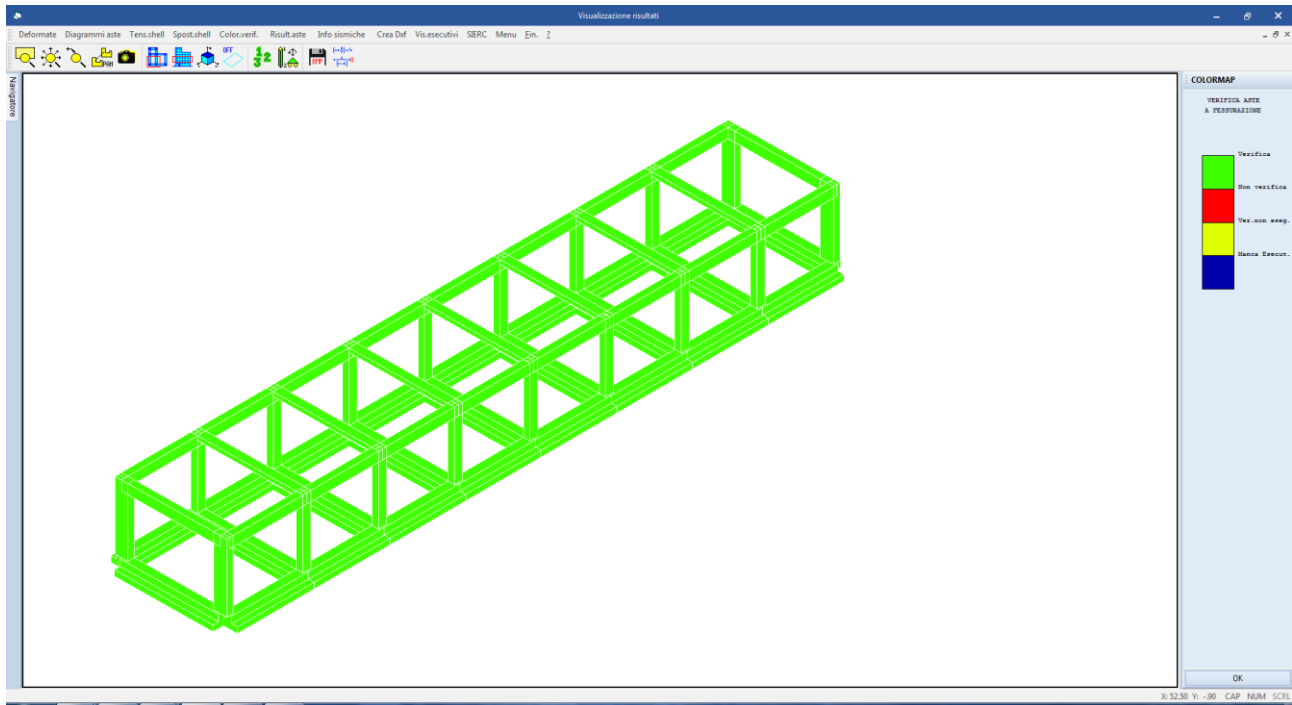 Visualizzazione risultati
Deformate Diagrammi aste Tens.shell Spost.shell Color.verif. Risult.aste Info sismiche Crea Dxf Vis.esecutivi SIERC Menu Ein. ?
PAN
OFF
Navigatore
COLORMAP
VERIFICA ASTE
A FESSURAZIONE
Verifica
Non verifica
Ver.non eseg.
Manca Esecut.
OK
X: 52.50 Y: -.90 CAP NUM SCRL